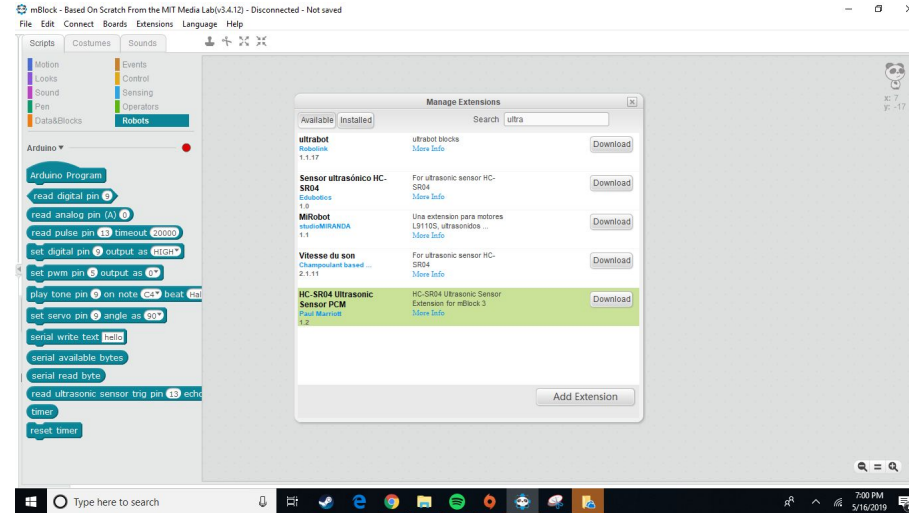 mBlock - Based On Scratch From the MIT Media Lab(v3.4.12) - Disconnected - Not saved
File Edit Connect Boards Extensions Language Help
Scripts Costumes Sounds
Motion Events
Looks Control
Sound Sensing
Pen Operators
Data&Blocks Robots
x: 7
y: -17
Arduino
Arduino Program
read digital pin 9
read analog pin (A) 0
read pulse pin 13 timeout 20000
set digital pin 9 output as HIGH
set pwm pin 5 output as 0
play tone pin 9 on note C4 beat Hal
set servo pin 9 angle as 90
serial write text hello
serial available bytes
serial read byte
read ultrasonic sensor trig pin 13 echo
timer
reset timer
Manage Extensions
Available Installed Search ultra
ultrabot
Robolink
1.1.17
ultrabot blocks
More Info
Download
Sensor ultrasónico HC-
SR04
Edubotics
1.0
For ultrasonic sensor HC-
SR04
More Info
Download
MiRobot
studioMIRANDA
1.1
Una extension para motores
L9110S, ultrasonidos ...
More Info
Download
Vitesse du son
Champoulant based ...
2.1.11
For ultrasonic sensor HC-
SR04
More Info
Download
HC-SR04 Ultrasonic
Sensor PCM
Paul Marriott
1.2
HC-SR04 Ultrasonic Sensor
Extension for mBlock 3
More Info
Download
Add Extension
Type here to search
7:00 PM
5/16/2019